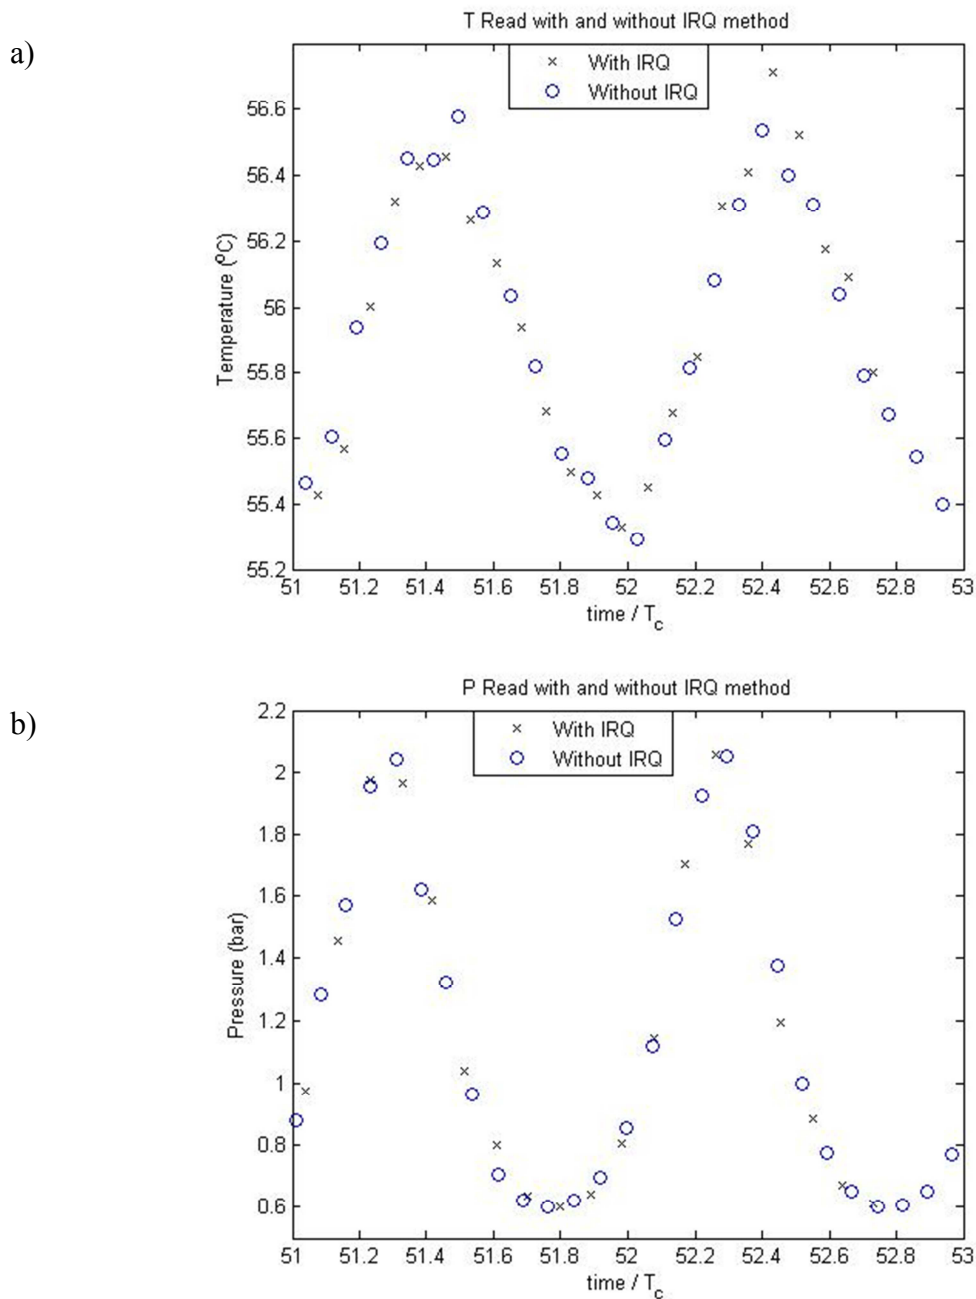 a)
T Read with and without IRQ method
With IRQ
Without IRQ
56.6
56.4
56.2
56
55.8
55.6
55.4
55.2
Temperature (ºC)
51 51.2 51.4 51.6 51.8 52 52.2 52.4 52.6 52.8 53
time / Tc
b)
P Read with and without IRQ method
With IRQ
Without IRQ
2.2
2
1.8
1.6
1.4
1.2
1
0.8
0.6
Pressure (bar)
51 51.2 51.4 51.6 51.8 52 52.2 52.4 52.6 52.8 53
time / Tc